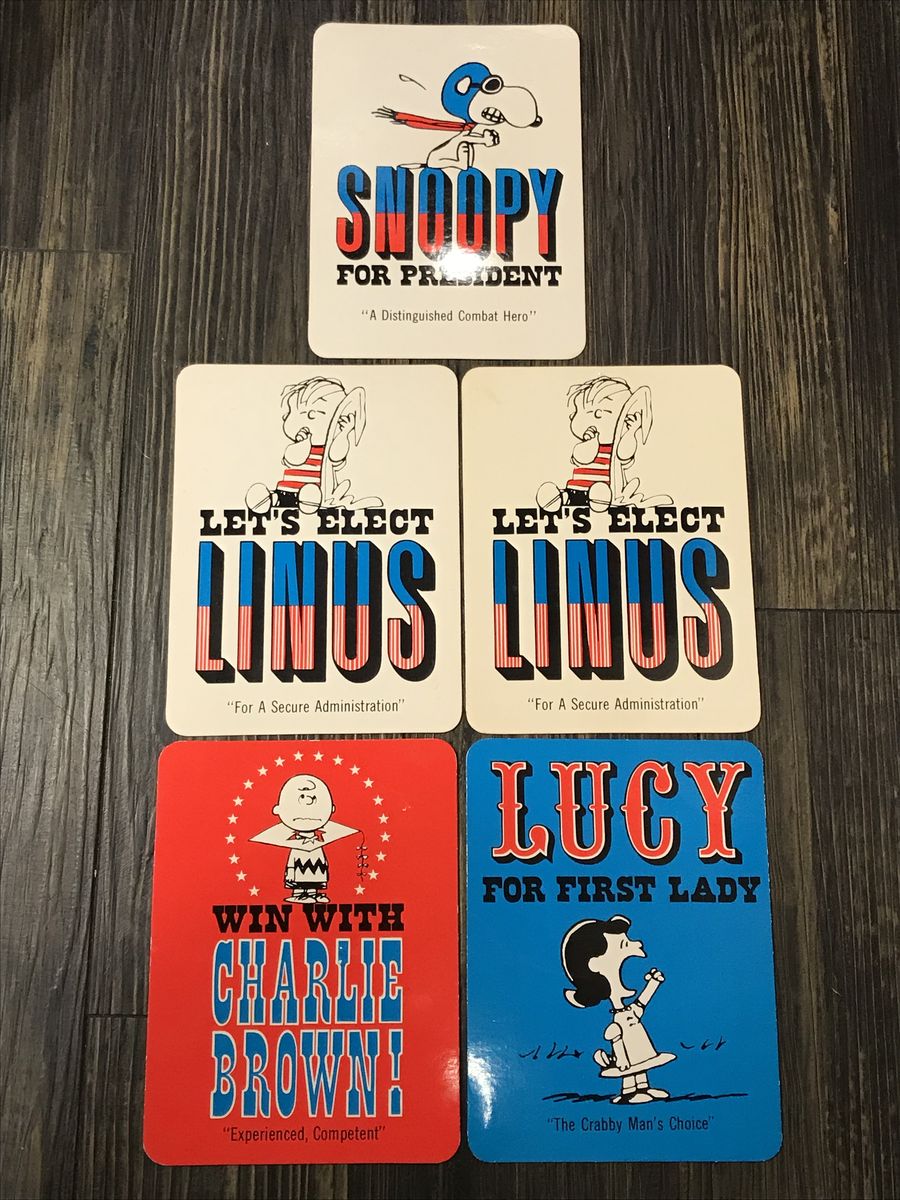 SNOOPY
FOR PRESIDENT
"A Distinguished Combat Hero"
LET'S ELECT
LINUS
"For A Secure Administration"
LET'S ELECT
LINUS
"For A Secure Administration"
WIN WITH
CHARLIE
BROWN!
"Experienced, Competent"
LUCY
FOR FIRST LADY
"The Crabby Man's Choice"